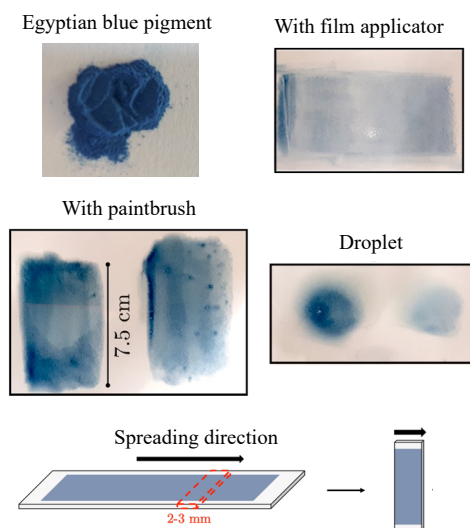 Egyptian blue pigment
With film applicator
With paintbrush
7.5 cm
Droplet
Spreading direction
2-3 mm